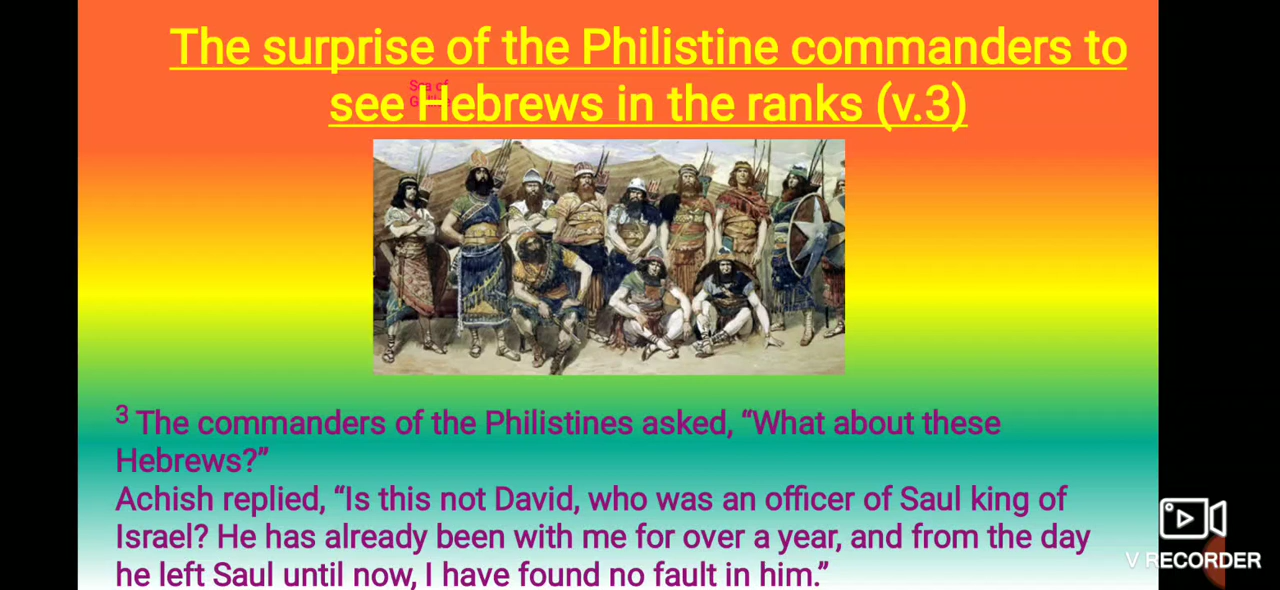 The surprise of the Philistine commanders to
Sea of
see Hebrews in the ranks (v.3)
3 The commanders of the Philistines asked, “What about these
Hebrews?”
Achish replied, “Is this not David, who was an officer of Saul king of
Israel? He has already been with me for over a year, and from the day
he left Saul until now, I have found no fault in him.”
V RECORDER